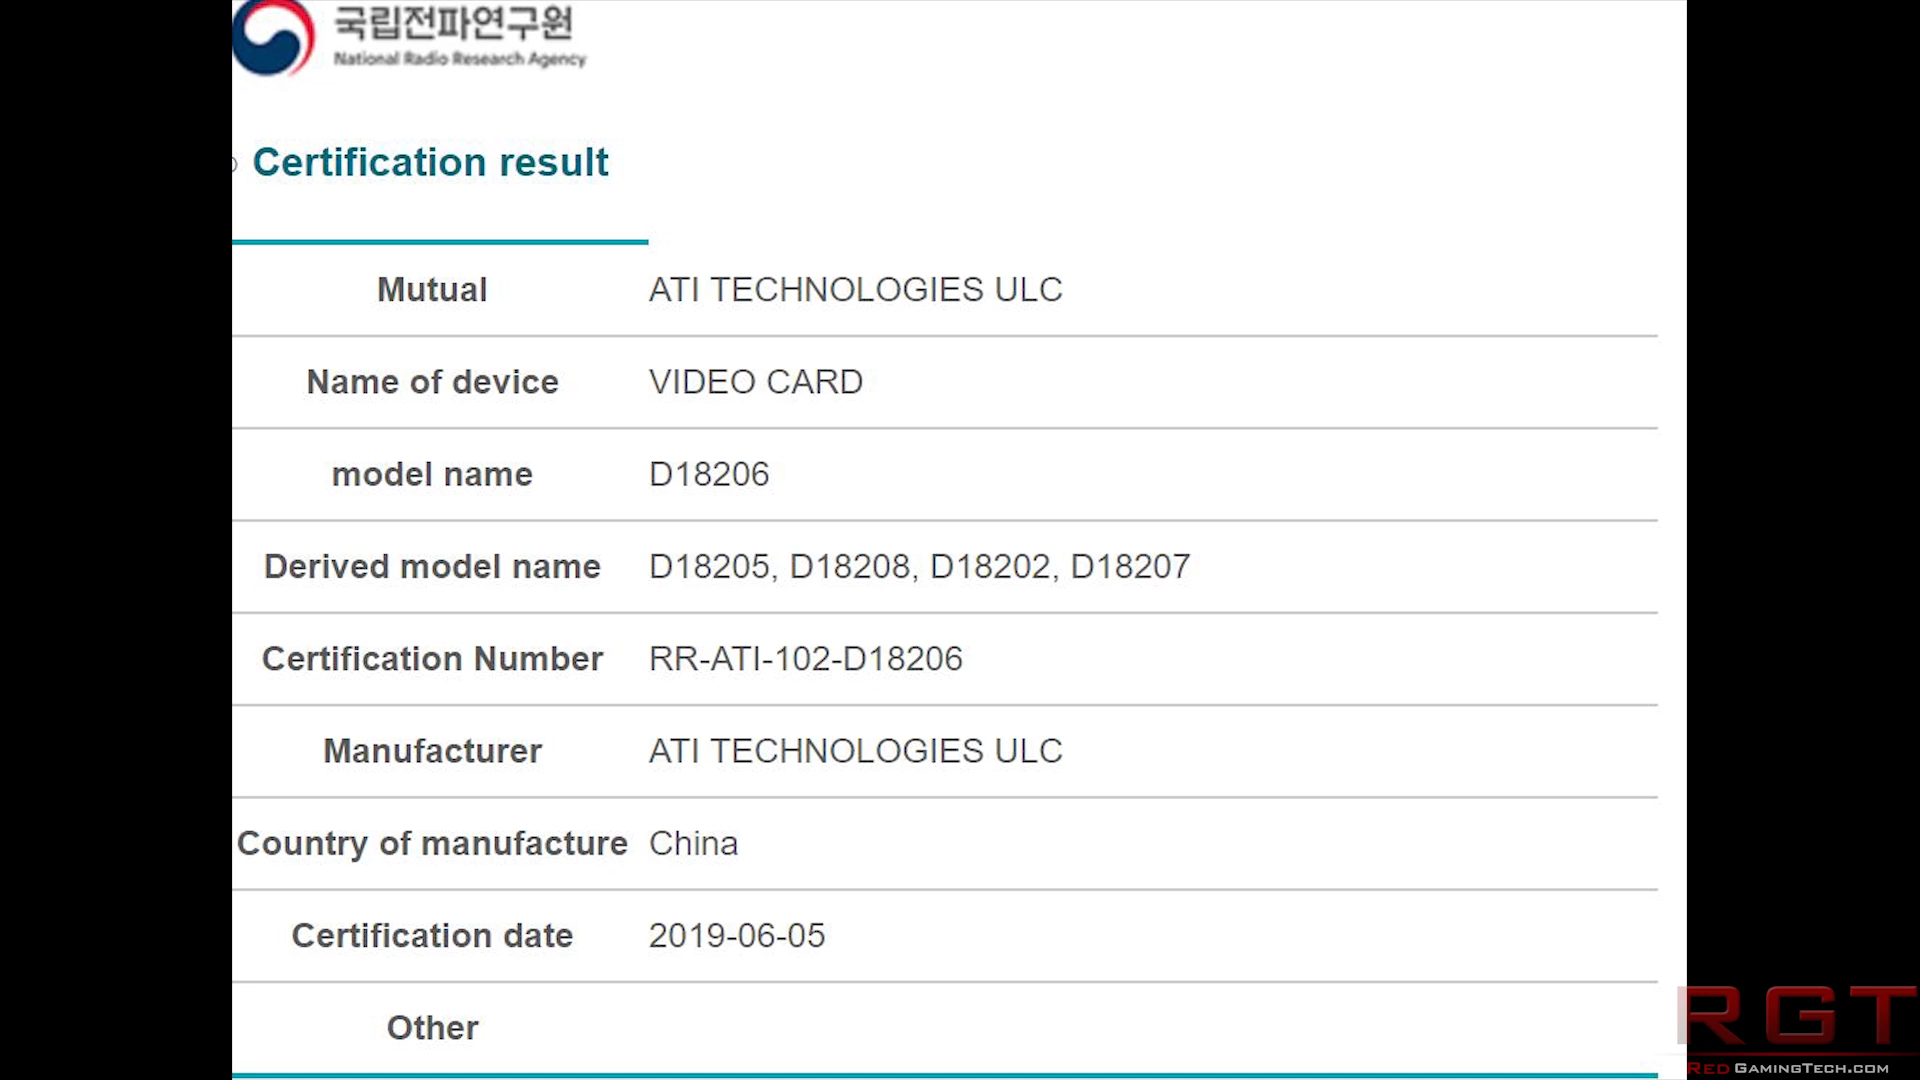 국립전파연구원
National Radio Research Agency
Certification result
Mutual ATI TECHNOLOGIES ULC
Name of device VIDEO CARD
model name D18206
Derived model name D18205, D18208, D18202, D18207
Certification Number RR-ATI-102-D18206
Manufacturer ATI TECHNOLOGIES ULC
Country of manufacture China
Certification date 2019-06-05
Other
RGT
REDGAMINGTECH.COM